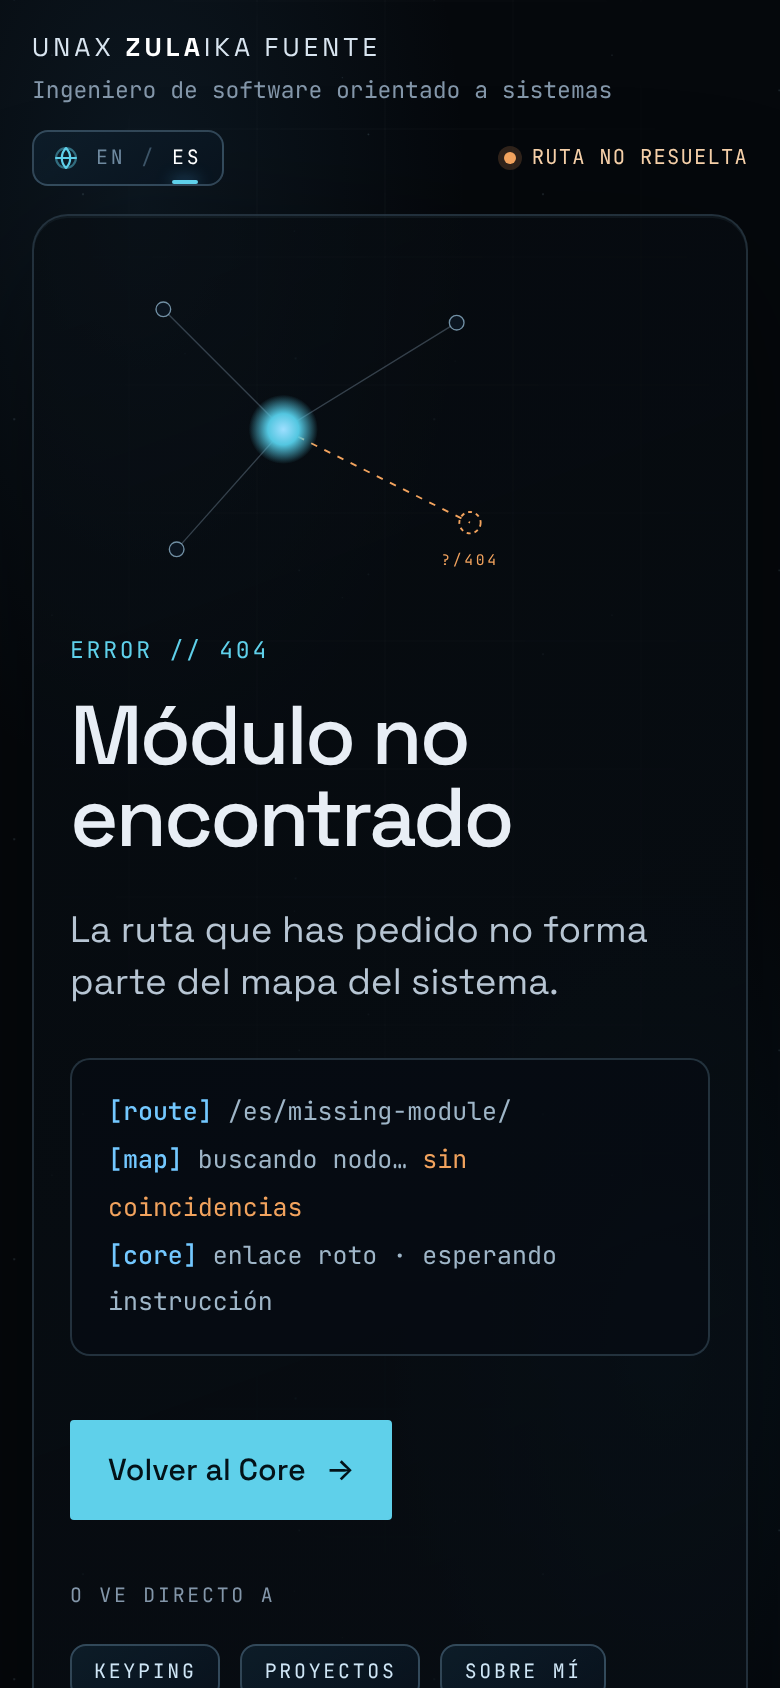 UNAX ZULAIKA FUENTE
Ingeniero de software orientado a sistemas
EN / ES
RUTA NO RESUELTA
?/404
ERROR // 404
Módulo no
encontrado
La ruta que has pedido no forma
parte del mapa del sistema.
[route] /es/missing-module/
[map] buscando nodo… sin
coincidencias
[core] enlace roto · esperando
instrucción
Volver al Core →
O VE DIRECTO A
KEYPING
PROYECTOS
SOBRE MÍ